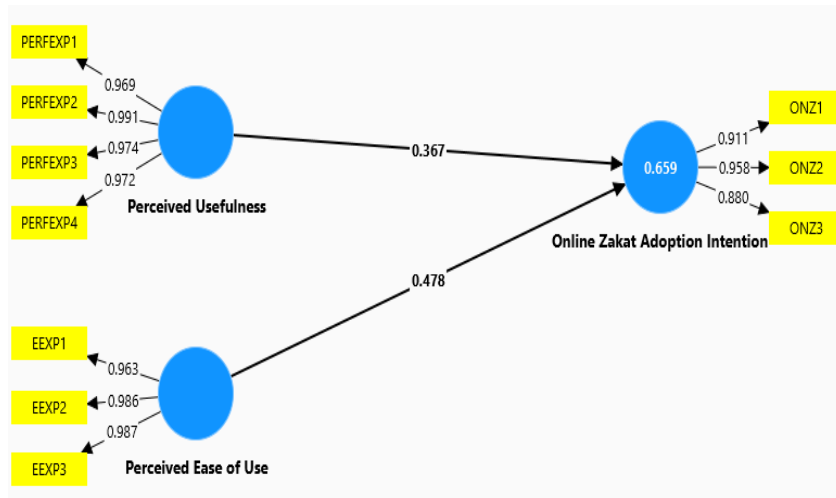 PERFEXP1
0.969
PERFEXP2
0.991
PERFEXP3
0.974
0.972
PERFEXP4
Perceived Usefulness
0.367
0.659
Online Zakat Adoption Intention
0.911
ONZ1
0.958
ONZ2
0.880
ONZ3
0.478
EEXP1
0.963
EEXP2
0.986
0.987
EEXP3
Perceived Ease of Use